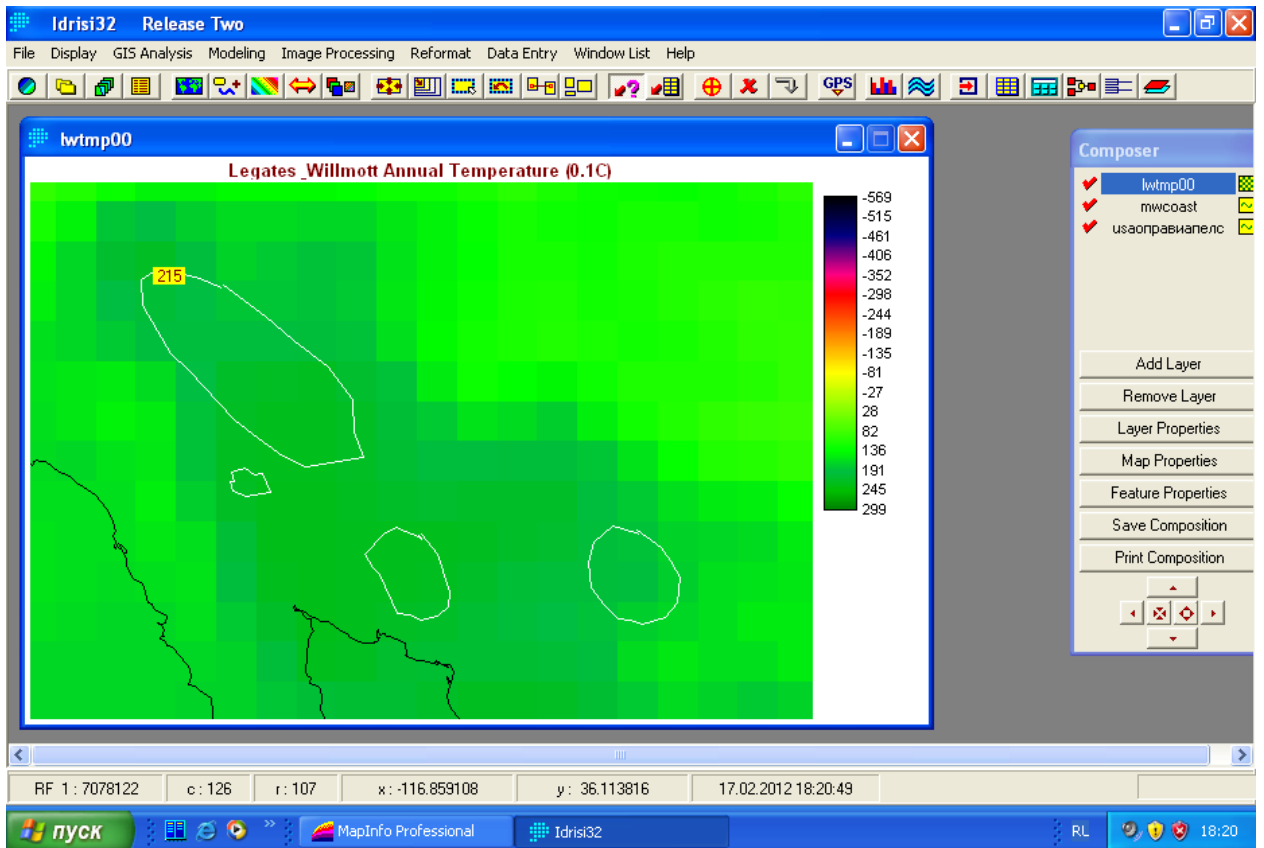 Idrisi32 Release Two
File Display GIS Analysis Modeling Image Processing Reformat Data Entry Window List Help
GPS
lwtmp00
Legates _Willmott Annual Temperature (0.1C)
215
-569
-515
-461
-406
-352
-298
-244
-189
-135
-81
-27
28
82
136
191
245
299
Composer
lwtmp00
mwcoast
usaоправиапелс
Add Layer
Remove Layer
Layer Properties
Map Properties
Feature Properties
Save Composition
Print Composition
RF 1 : 7078122 c : 126 r : 107 x : -116.859108 y : 36.113816 17.02.2012 18:20:49
пуск » MapInfo Professional Idrisi32 RL 18:20